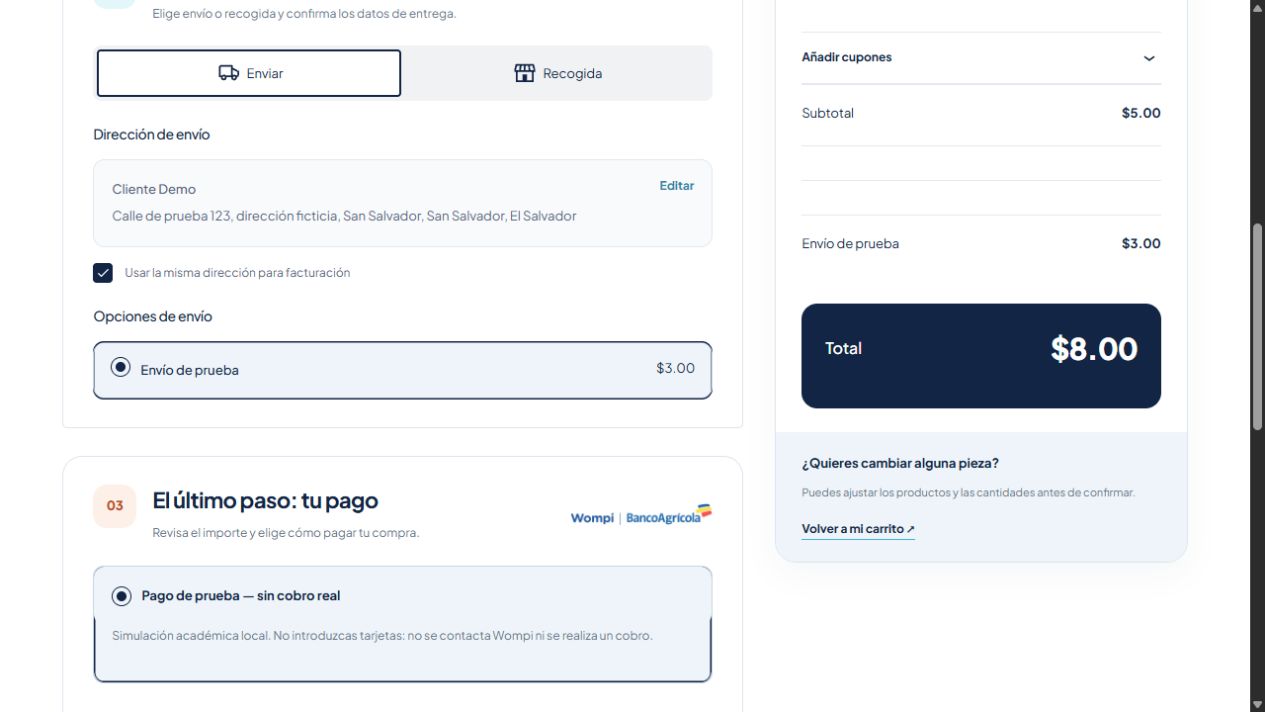 Elige envío o recogida y confirma los datos de entrega.
Enviar
Recogida
Dirección de envío
Cliente Demo
Editar
Calle de prueba 123, dirección ficticia, San Salvador, San Salvador, El Salvador
Usar la misma dirección para facturación
Opciones de envío
Envío de prueba
$3.00
03
El último paso: tu pago
Revisa el importe y elige cómo pagar tu compra.
Wompi | BancoAgrícola
Pago de prueba — sin cobro real
Simulación académica local. No introduzcas tarjetas: no se contacta Wompi ni se realiza un cobro.
Añadir cupones
Subtotal
$5.00
Envío de prueba
$3.00
Total
$8.00
¿Quieres cambiar alguna pieza?
Puedes ajustar los productos y las cantidades antes de confirmar.
Volver a mi carrito ↗